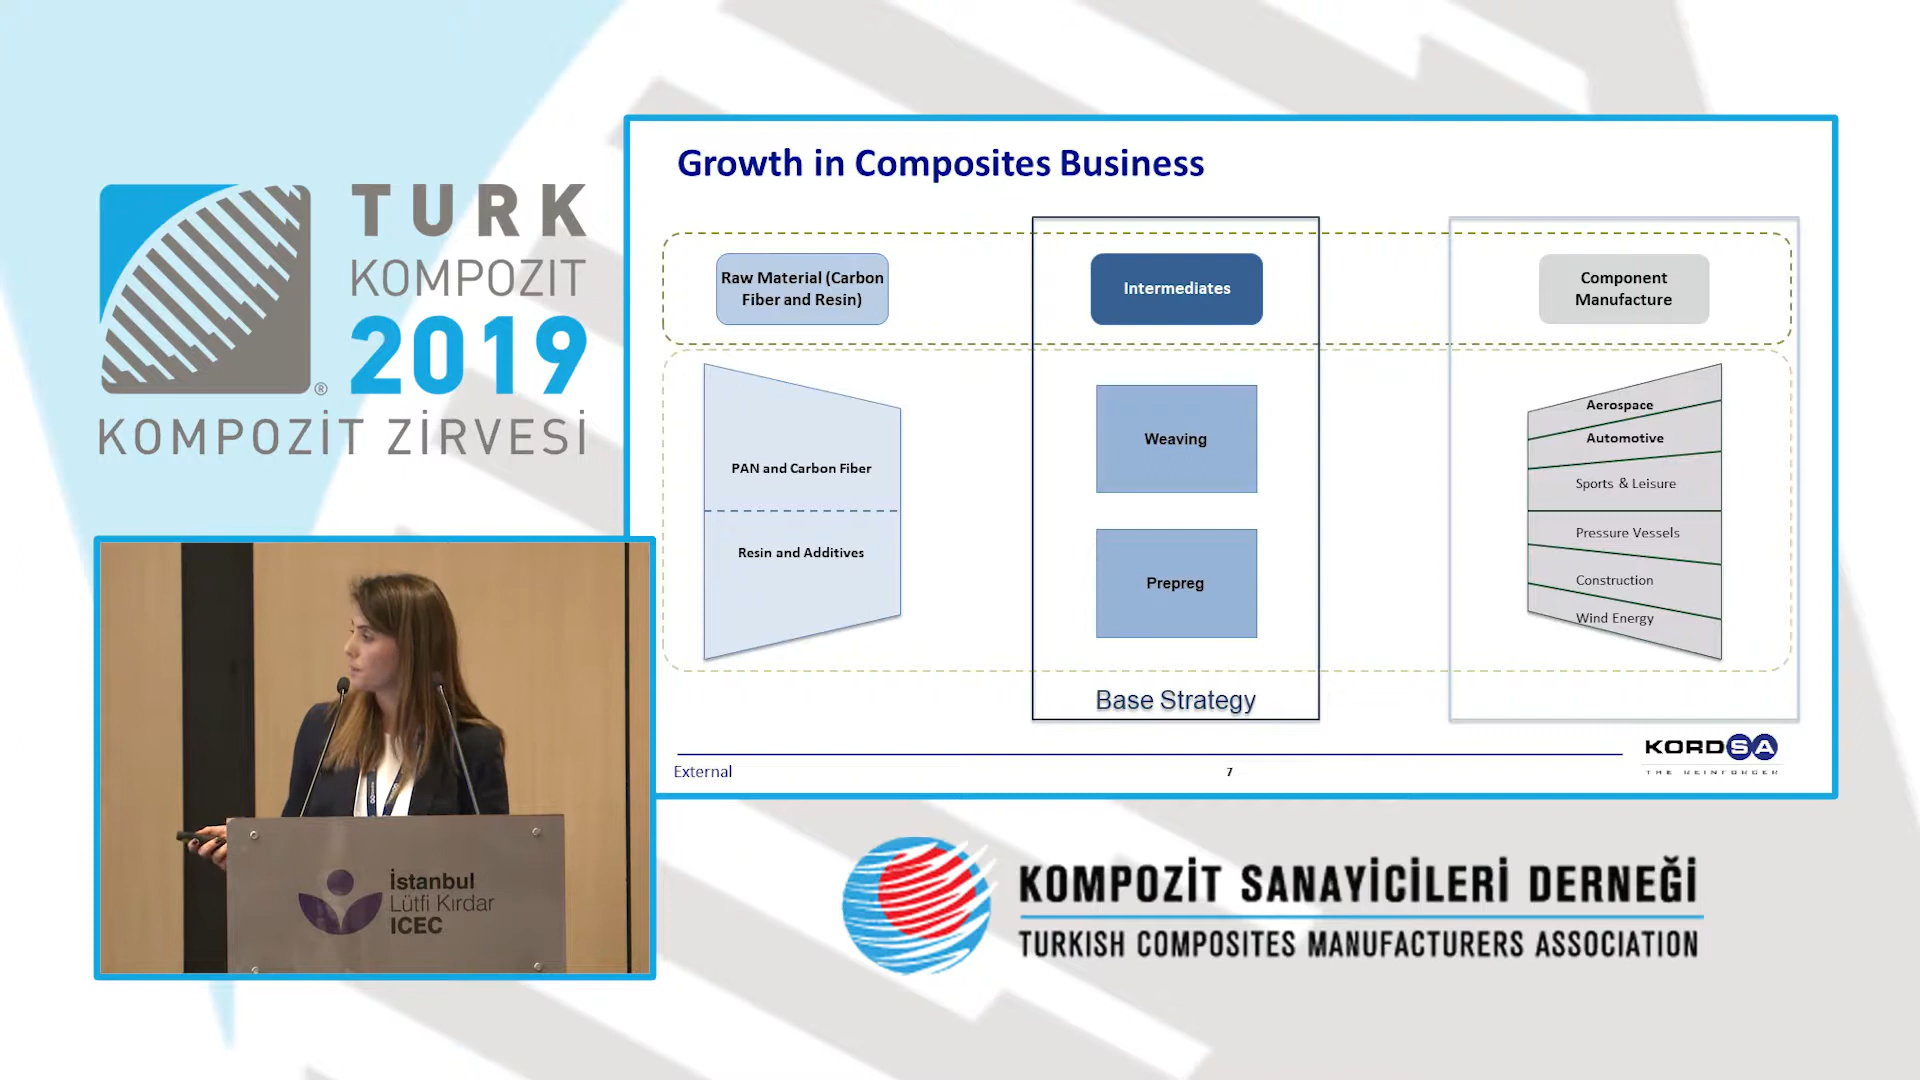 TURK
KOMPOZIT
2019
®
KOMPOZİT ZİRVESİ
Growth in Composites Business
Raw Material (Carbon
Fiber and Resin)
Intermediates
Component
Manufacture
PAN and Carbon Fiber
Resin and Additives
Weaving
Prepreg
Aerospace
Automotive
Sports & Leisure
Pressure Vessels
Construction
Wind Energy
Base Strategy
External
7
KORDSA
THE REINFORCER
İstanbul
Lütfi Kırdar
ICEC
KOMPOZİT SANAYİCİLERİ DERNEĞİ
TURKISH COMPOSITES MANUFACTURERS ASSOCIATION